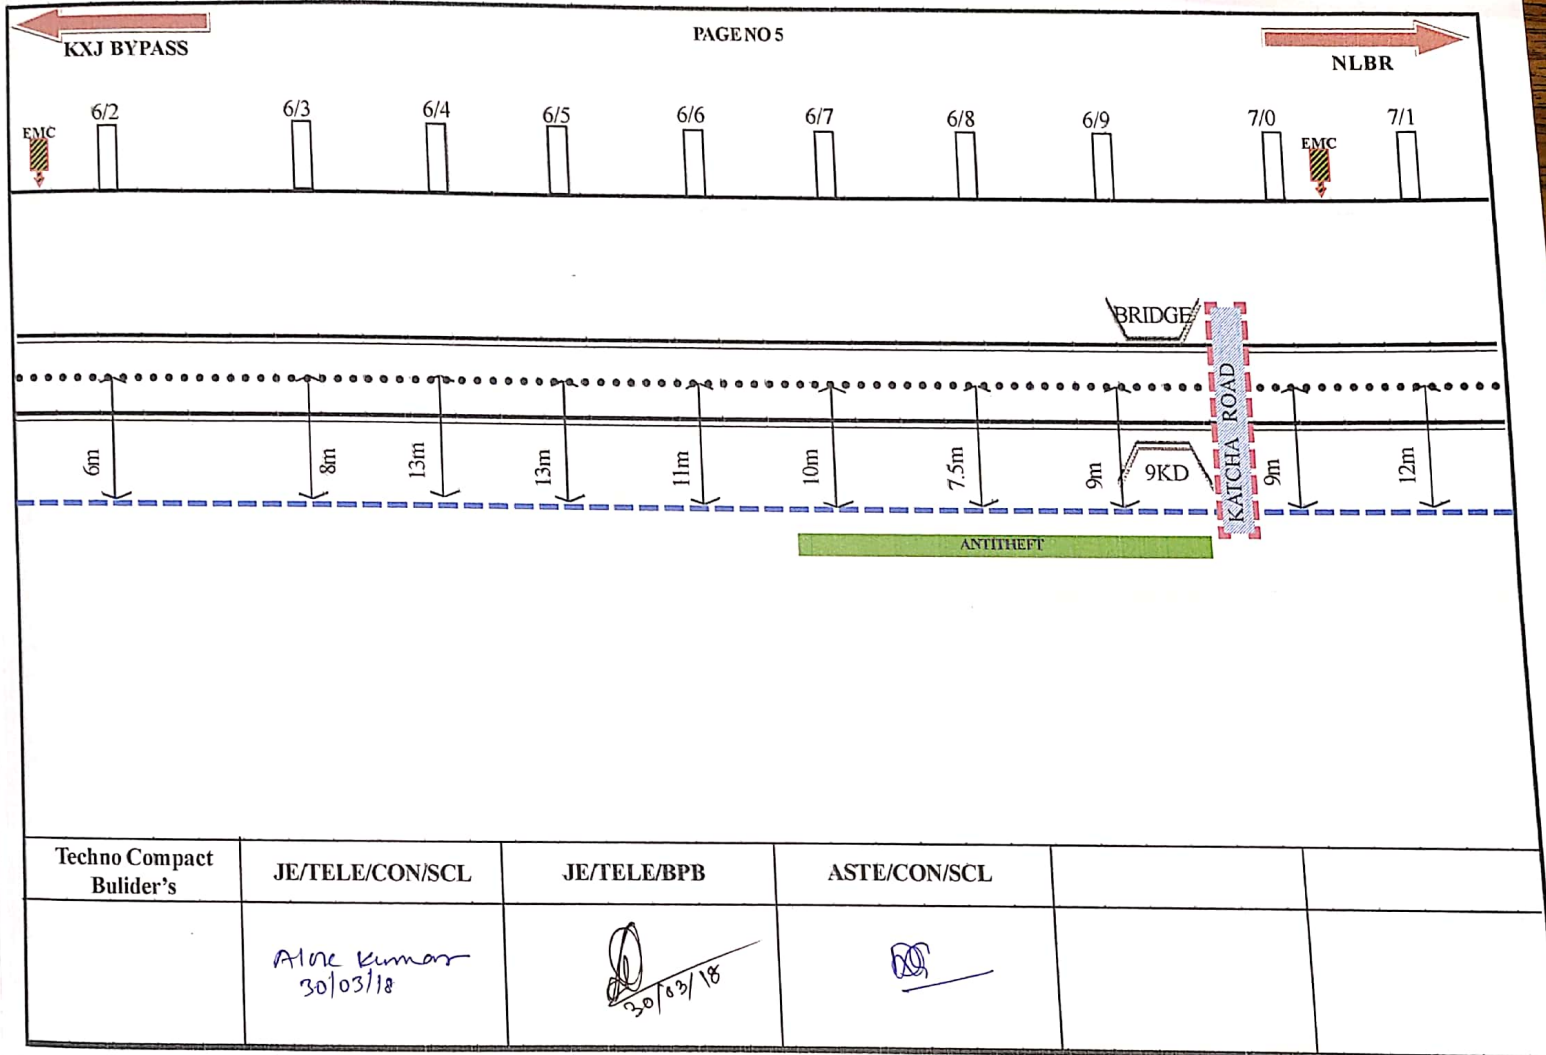 KXJ BYPASS
PAGE NO 5
NLBR
EMC
6/2
6/3
6/4
6/5
6/6
6/7
6/8
6/9
7/0
EMC
7/1
BRIDGE
KATCHA ROAD
6m
8m
13m
13m
11m
10m
7.5m
9m
9KD
9m
12m
ANTITHEFT
Techno Compact
Bulider's
JE/TELE/CON/SCL
JE/TELE/BPB
ASTE/CON/SCL
Alok Kumar
30/03/18
30/03/18